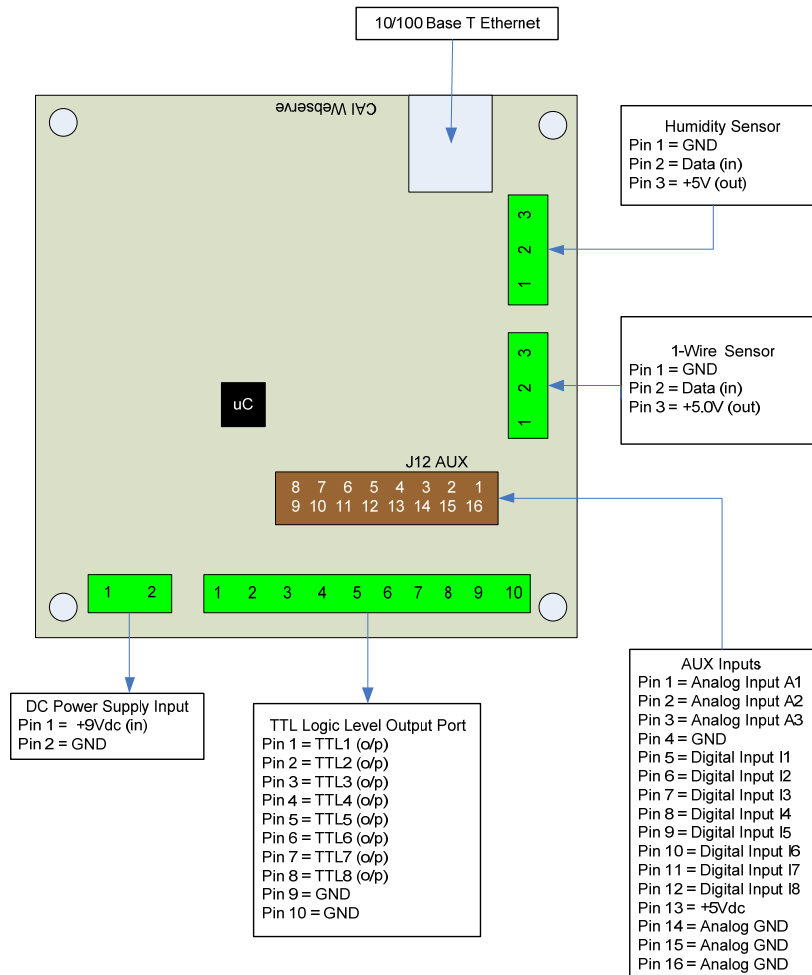 10/100 Base T Ethernet
CAI Webserve
Humidity Sensor
Pin 1 = GND
Pin 2 = Data (in)
Pin 3 = +5V (out)
3
2
1
1-Wire Sensor
Pin 1 = GND
Pin 2 = Data (in)
Pin 3 = +5.0V (out)
3
2
1
uC
J12 AUX
8 7 6 5 4 3 2 1
9 10 11 12 13 14 15 16
1 2
1 2 3 4 5 6 7 8 9 10
DC Power Supply Input
Pin 1 = +9Vdc (in)
Pin 2 = GND
TTL Logic Level Output Port
Pin 1 = TTL1 (o/p)
Pin 2 = TTL2 (o/p)
Pin 3 = TTL3 (o/p)
Pin 4 = TTL4 (o/p)
Pin 5 = TTL5 (o/p)
Pin 6 = TTL6 (o/p)
Pin 7 = TTL7 (o/p)
Pin 8 = TTL8 (o/p)
Pin 9 = GND
Pin 10 = GND
AUX Inputs
Pin 1 = Analog Input A1
Pin 2 = Analog Input A2
Pin 3 = Analog Input A3
Pin 4 = GND
Pin 5 = Digital Input I1
Pin 6 = Digital Input I2
Pin 7 = Digital Input I3
Pin 8 = Digital Input I4
Pin 9 = Digital Input I5
Pin 10 = Digital Input I6
Pin 11 = Digital Input I7
Pin 12 = Digital Input I8
Pin 13 = +5Vdc
Pin 14 = Analog GND
Pin 15 = Analog GND
Pin 16 = Analog GND